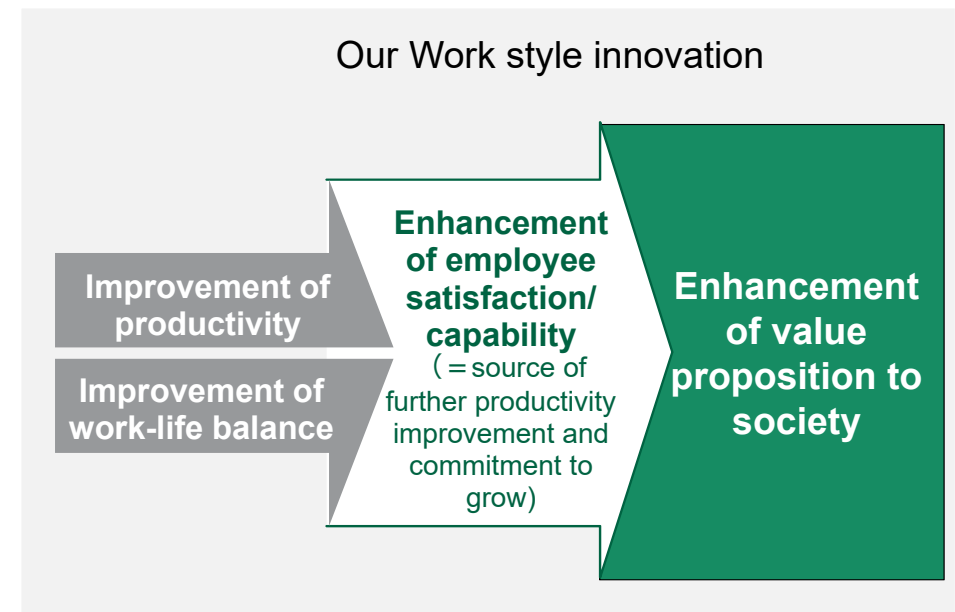 Our Work style innovation
Improvement of
productivity
Improvement of
work-life balance
Enhancement
of employee
satisfaction/
capability
（＝source of
further productivity
improvement and
commitment to
grow)
Enhancement
of value
proposition to
society